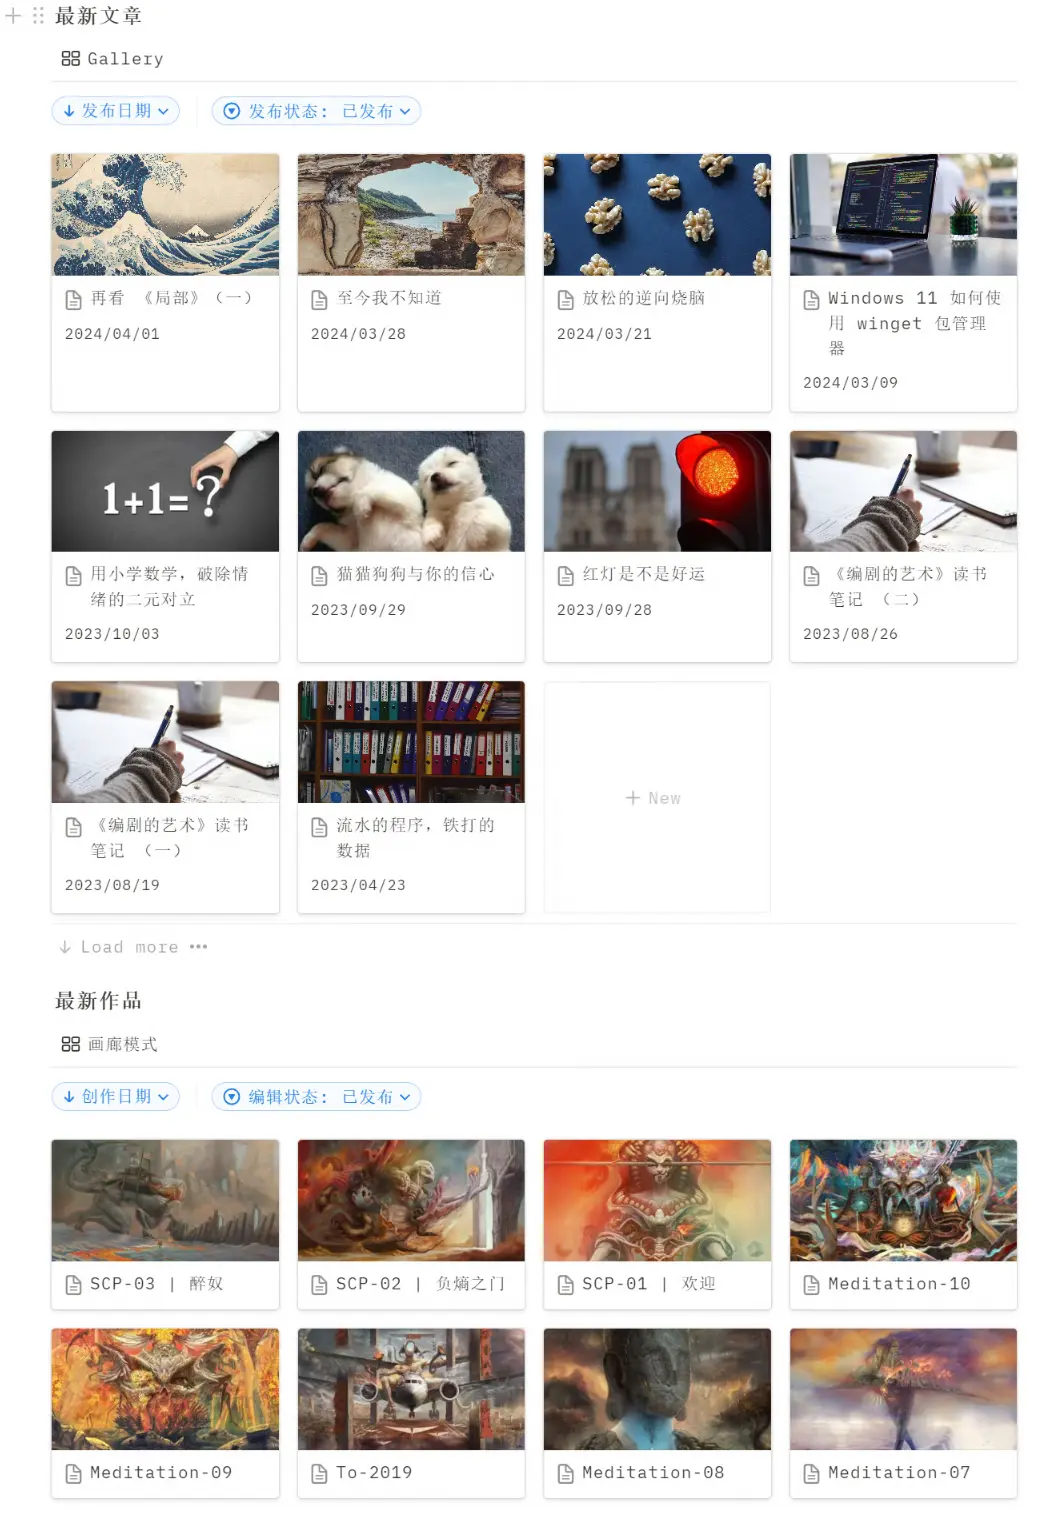 最新文章
Gallery
发布日期
发布状态： 已发布
再看 《局部》（一）
2024/04/01
至今我不知道
2024/03/28
放松的逆向烧脑
2024/03/21
Windows 11 如何使
用 winget 包管理
器
2024/03/09
1+1=?
用小学数学，破除情
绪的二元对立
2023/10/03
猫猫狗狗与你的信心
2023/09/29
红灯是不是好运
2023/09/28
《编剧的艺术》读书
笔记 （二）
2023/08/26
《编剧的艺术》读书
笔记 （一）
2023/08/19
流水的程序，铁打的
数据
2023/04/23
New
Load more
最新作品
画廊模式
创作日期
编辑状态： 已发布
SCP-03 | 醉奴
SCP-02 | 负熵之门
SCP-01 | 欢迎
Meditation-10
Meditation-09
To-2019
Meditation-08
Meditation-07